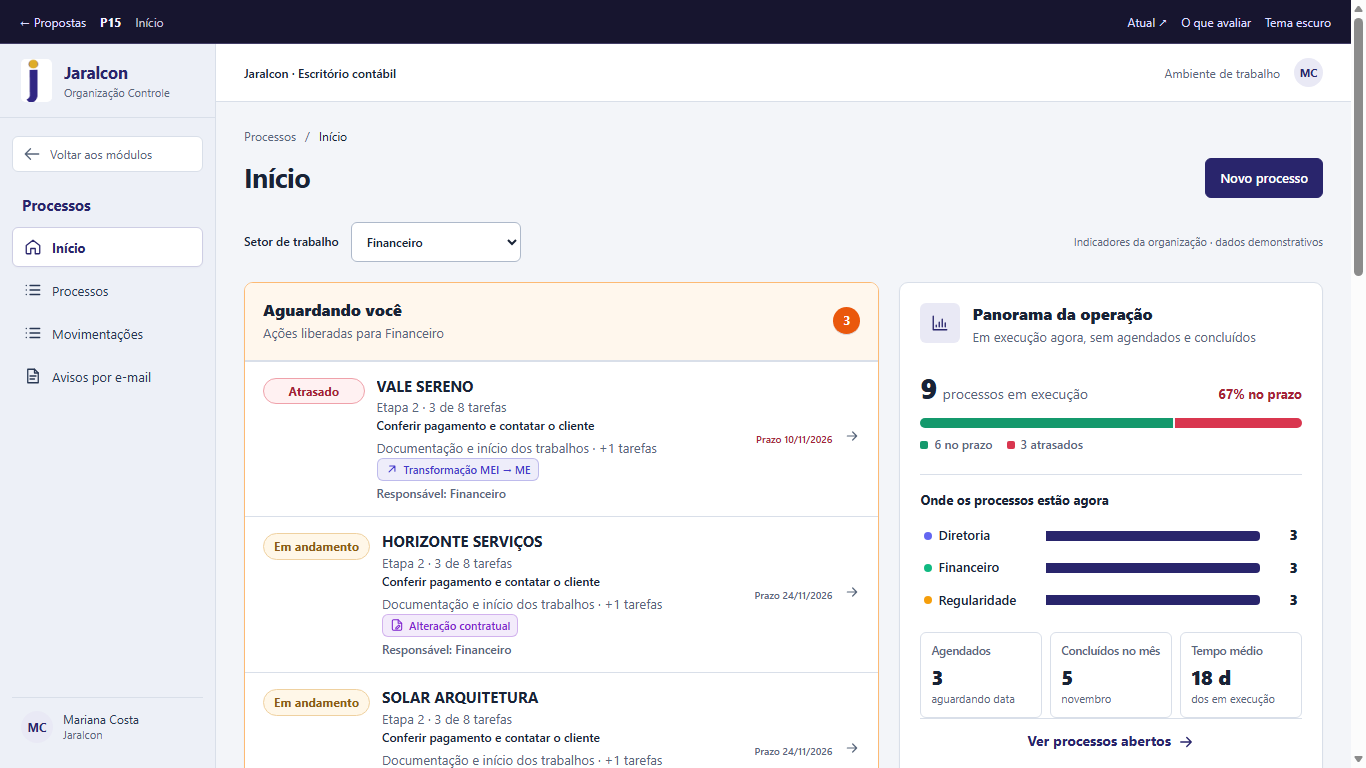 ← Propostas P15 Início
Atual ↗ O que avaliar Tema escuro
Jaralcon
Organização Controle
Jaralcon · Escritório contábil
Ambiente de trabalho MC
← Voltar aos módulos
Processos
Início
Processos
Movimentações
Avisos por e-mail
MC
Mariana Costa
Jaralcon
Processos / Início
Início
Novo processo
Setor de trabalho Financeiro
Indicadores da organização · dados demonstrativos
Aguardando você
Ações liberadas para Financeiro
3
Atrasado
VALE SERENO
Etapa 2 · 3 de 8 tarefas
Conferir pagamento e contatar o cliente
Documentação e início dos trabalhos · +1 tarefas
Transformação MEI → ME
Responsável: Financeiro
Prazo 10/11/2026 →
Em andamento
HORIZONTE SERVIÇOS
Etapa 2 · 3 de 8 tarefas
Conferir pagamento e contatar o cliente
Documentação e início dos trabalhos · +1 tarefas
Alteração contratual
Responsável: Financeiro
Prazo 24/11/2026 →
Em andamento
SOLAR ARQUITETURA
Etapa 2 · 3 de 8 tarefas
Conferir pagamento e contatar o cliente
Documentação e início dos trabalhos · +1 tarefas
Prazo 24/11/2026 →
Panorama da operação
Em execução agora, sem agendados e concluídos
9 processos em execução
67% no prazo
6 no prazo 3 atrasados
Onde os processos estão agora
Diretoria 3
Financeiro 3
Regularidade 3
Agendados
3
aguardando data
Concluídos no mês
5
novembro
Tempo médio
18 d
dos em execução
Ver processos abertos →